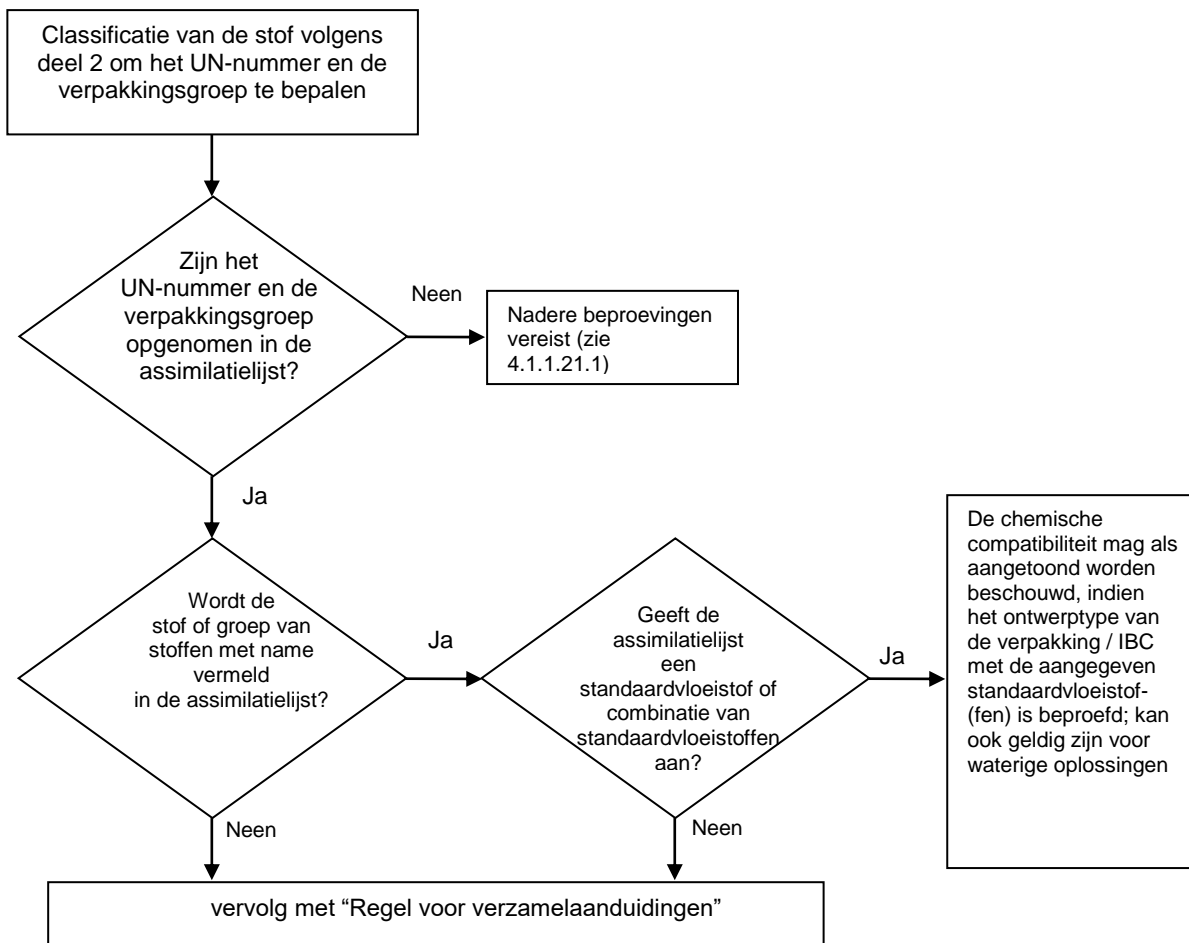 Classificatie van de stof volgens
deel 2 om het UN-nummer en de
verpakkingsgroep te bepalen
Zijn het
UN-nummer en de
verpakkingsgroep
opgenomen in de
assimilatielijst?
Neen
Nadere beproevingen
vereist (zie
4.1.1.21.1)
Ja
Wordt de
stof of groep van
stoffen met name
vermeld
in de assimilatielijst?
Ja
Geeft de
assimilatielijst
een
standaardvloeistof of
combinatie van
standaardvloeistoffen
aan?
Ja
De chemische
compatibiliteit mag als
aangetoond worden
beschouwd, indien
het ontwerptype van
de verpakking / IBC
met de aangegeven
standaardvloeistof-
(fen) is beproefd; kan
ook geldig zijn voor
waterige oplossingen
Neen
Neen
vervolg met “Regel voor verzamelaanduidingen”